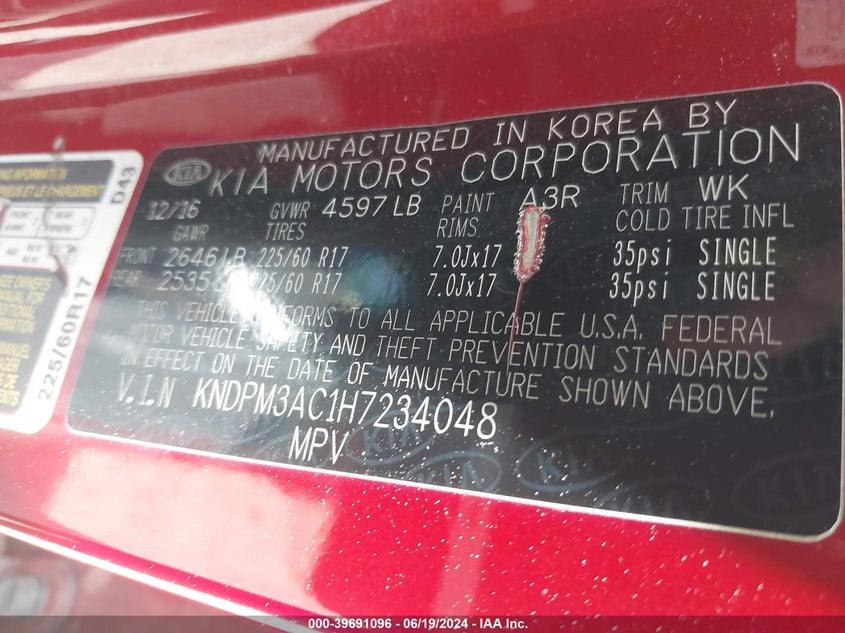 MANUFACTURED IN KOREA BY
KIA KIA MOTORS CORPORATION
12/16 GVWR 4597 LB PAINT A3R TRIM WK
GAWR TIRES RIMS COLD TIRE INFL
FRONT 2646 LB 225/60 R17 7.0Jx17 35psi SINGLE
REAR 2535 225/60 R17 7.0Jx17 35psi SINGLE
THIS VEHICLE TO ALL APPLICABLE U.S.A. FEDERAL
MOTOR VEHICLE SAFETY AND THEFT PREVENTION STANDARDS
IN EFFECT ON THE DATE OF MANUFACTURE SHOWN ABOVE.
V.I.N KNDPM3AC1H7234048
MPV
KIA KIA
D43
225/60R17
000-39691096 / 06/19/2024 / IAA Inc.